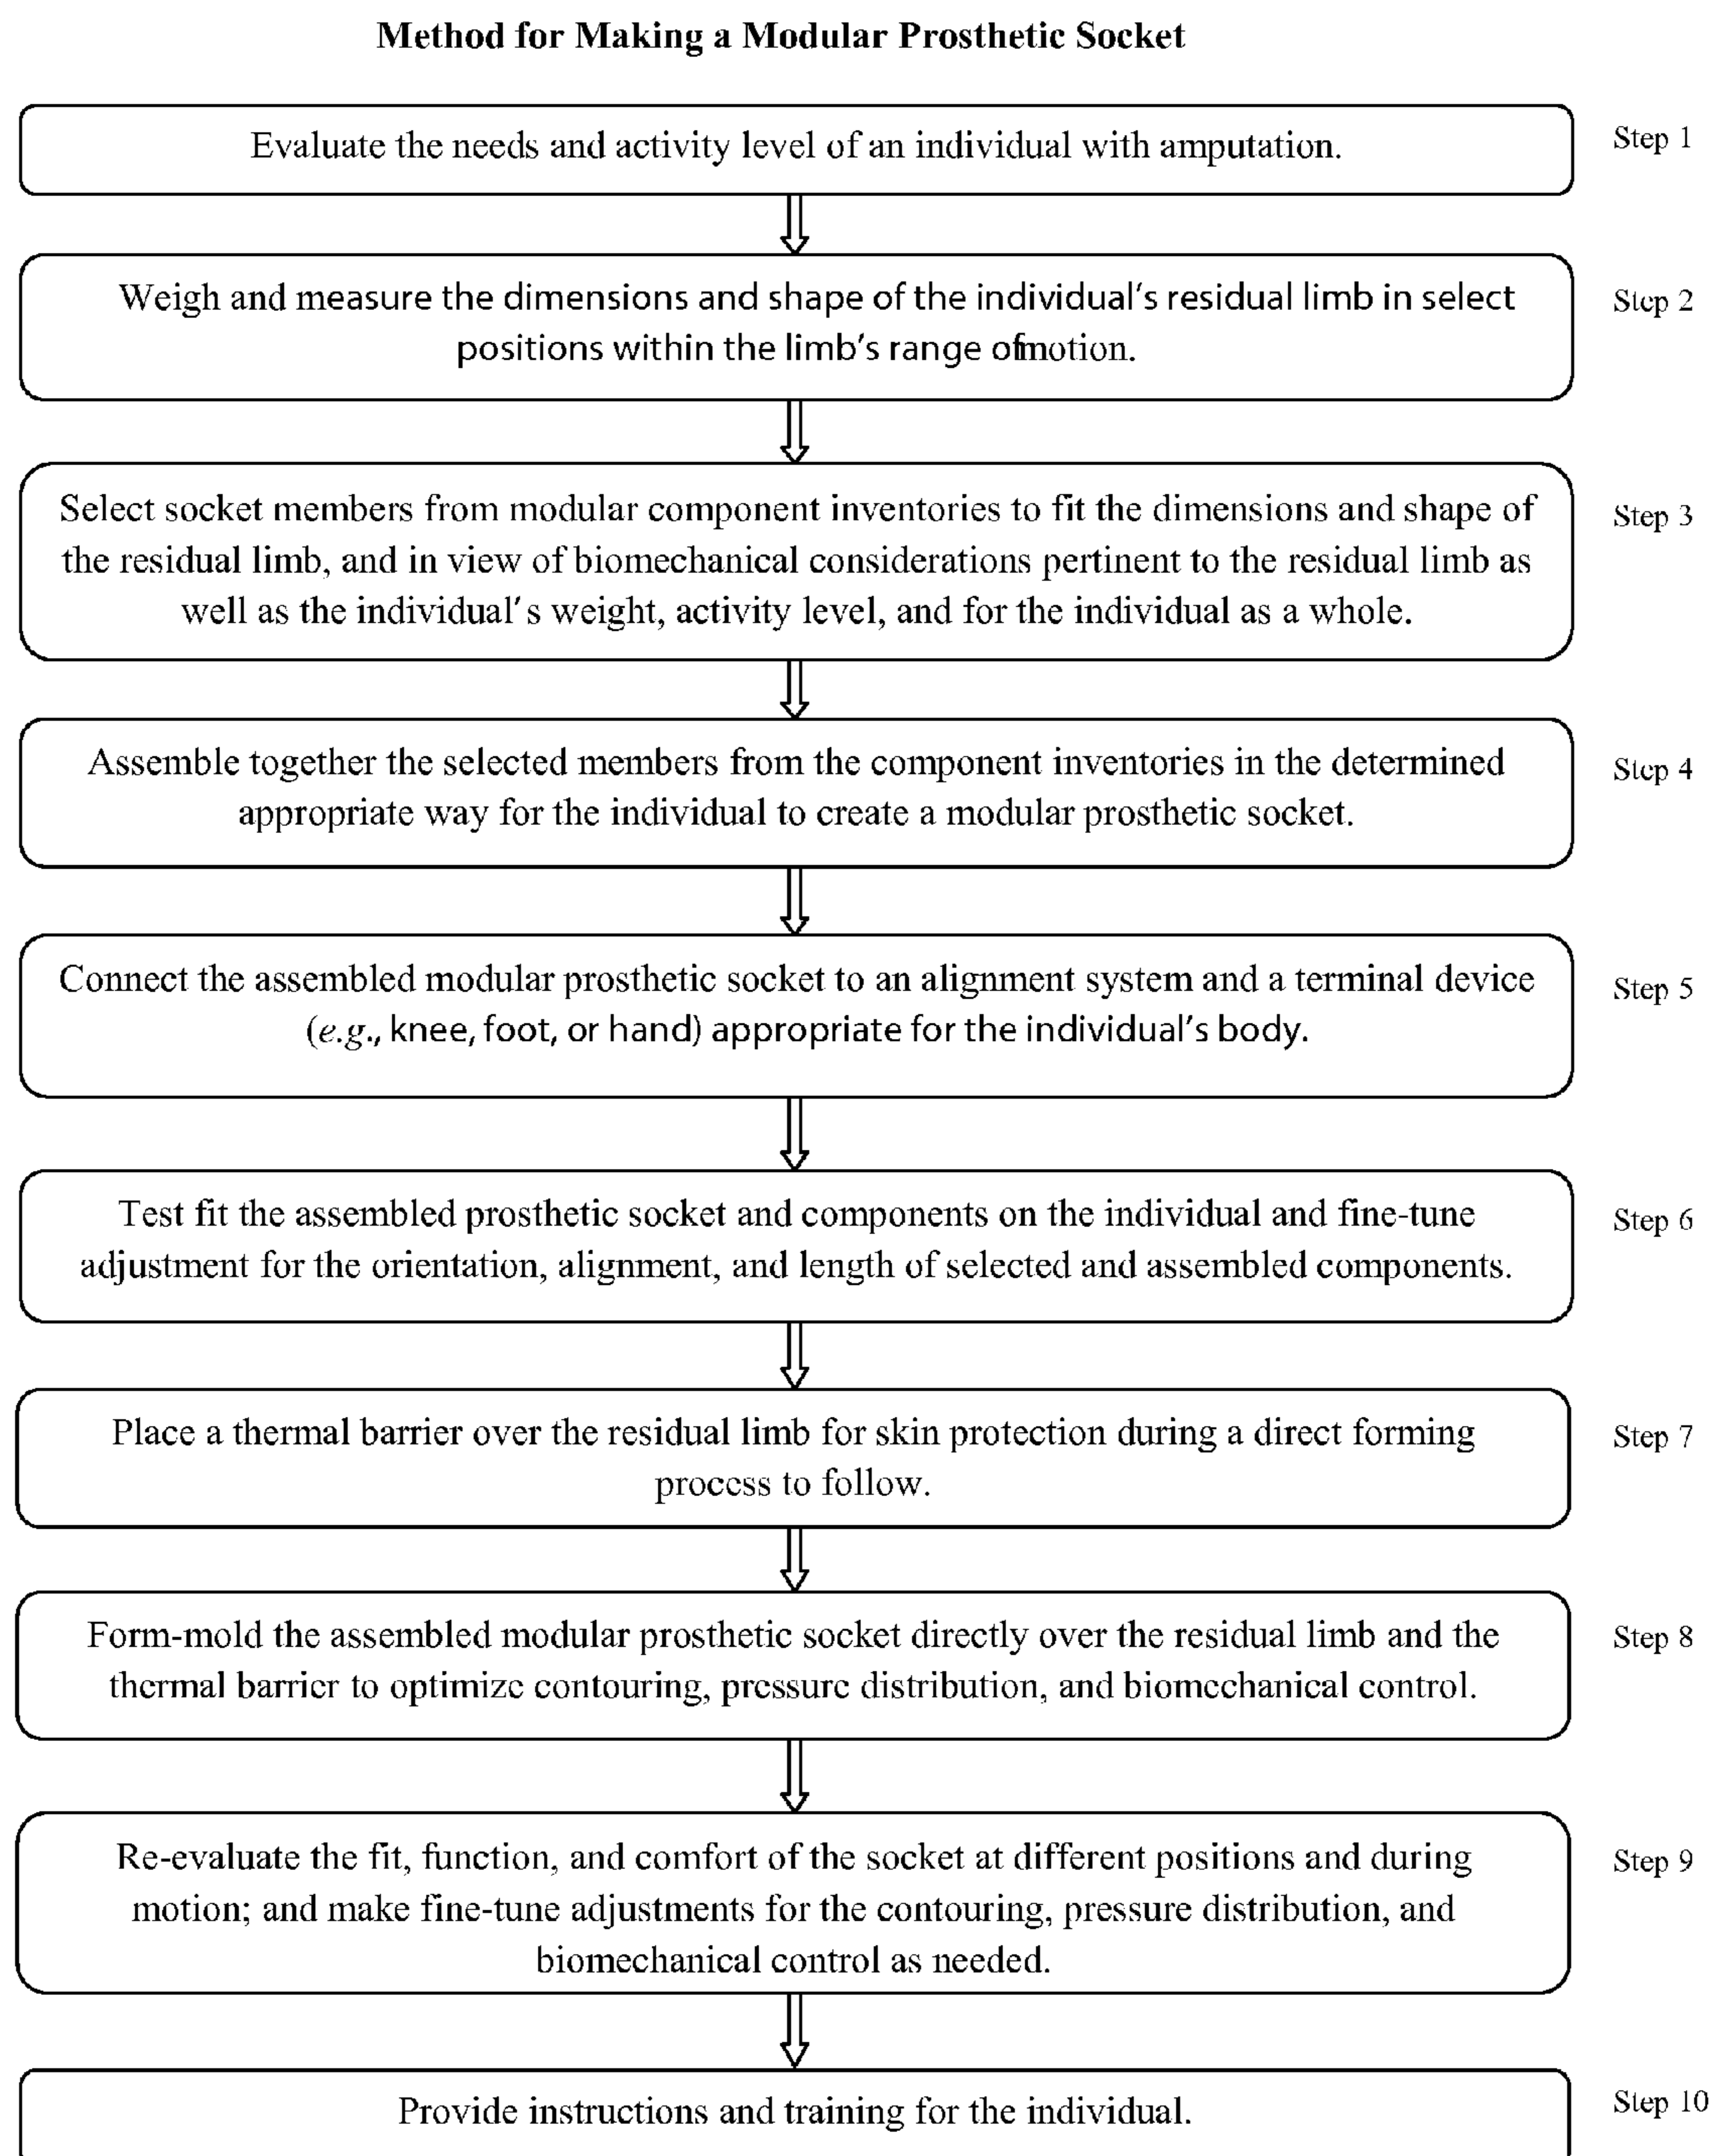 Method for Making a Modular Prosthetic Socket
Evaluate the needs and activity level of an individual with amputation.
Step 1
Weigh and measure the dimensions and shape of the individual's residual limb in select
positions within the limb's range of motion.
Step 2
Select socket members from modular component inventories to fit the dimensions and shape of
the residual limb, and in view of biomechanical considerations pertinent to the residual limb as
well as the individual's weight, activity level, and for the individual as a whole.
Step 3
Assemble together the selected members from the component inventories in the determined
appropriate way for the individual to create a modular prosthetic socket.
Step 4
Connect the assembled modular prosthetic socket to an alignment system and a terminal device
(e.g., knee, foot, or hand) appropriate for the individual's body.
Step 5
Test fit the assembled prosthetic socket and components on the individual and fine-tune
adjustment for the orientation, alignment, and length of selected and assembled components.
Step 6
Place a thermal barrier over the residual limb for skin protection during a direct forming
process to follow.
Step 7
Form-mold the assembled modular prosthetic socket directly over the residual limb and the
thermal barrier to optimize contouring, pressure distribution, and biomechanical control.
Step 8
Re-evaluate the fit, function, and comfort of the socket at different positions and during
motion; and make fine-tune adjustments for the contouring, pressure distribution, and
biomechanical control as needed.
Step 9
Provide instructions and training for the individual.
Step 10